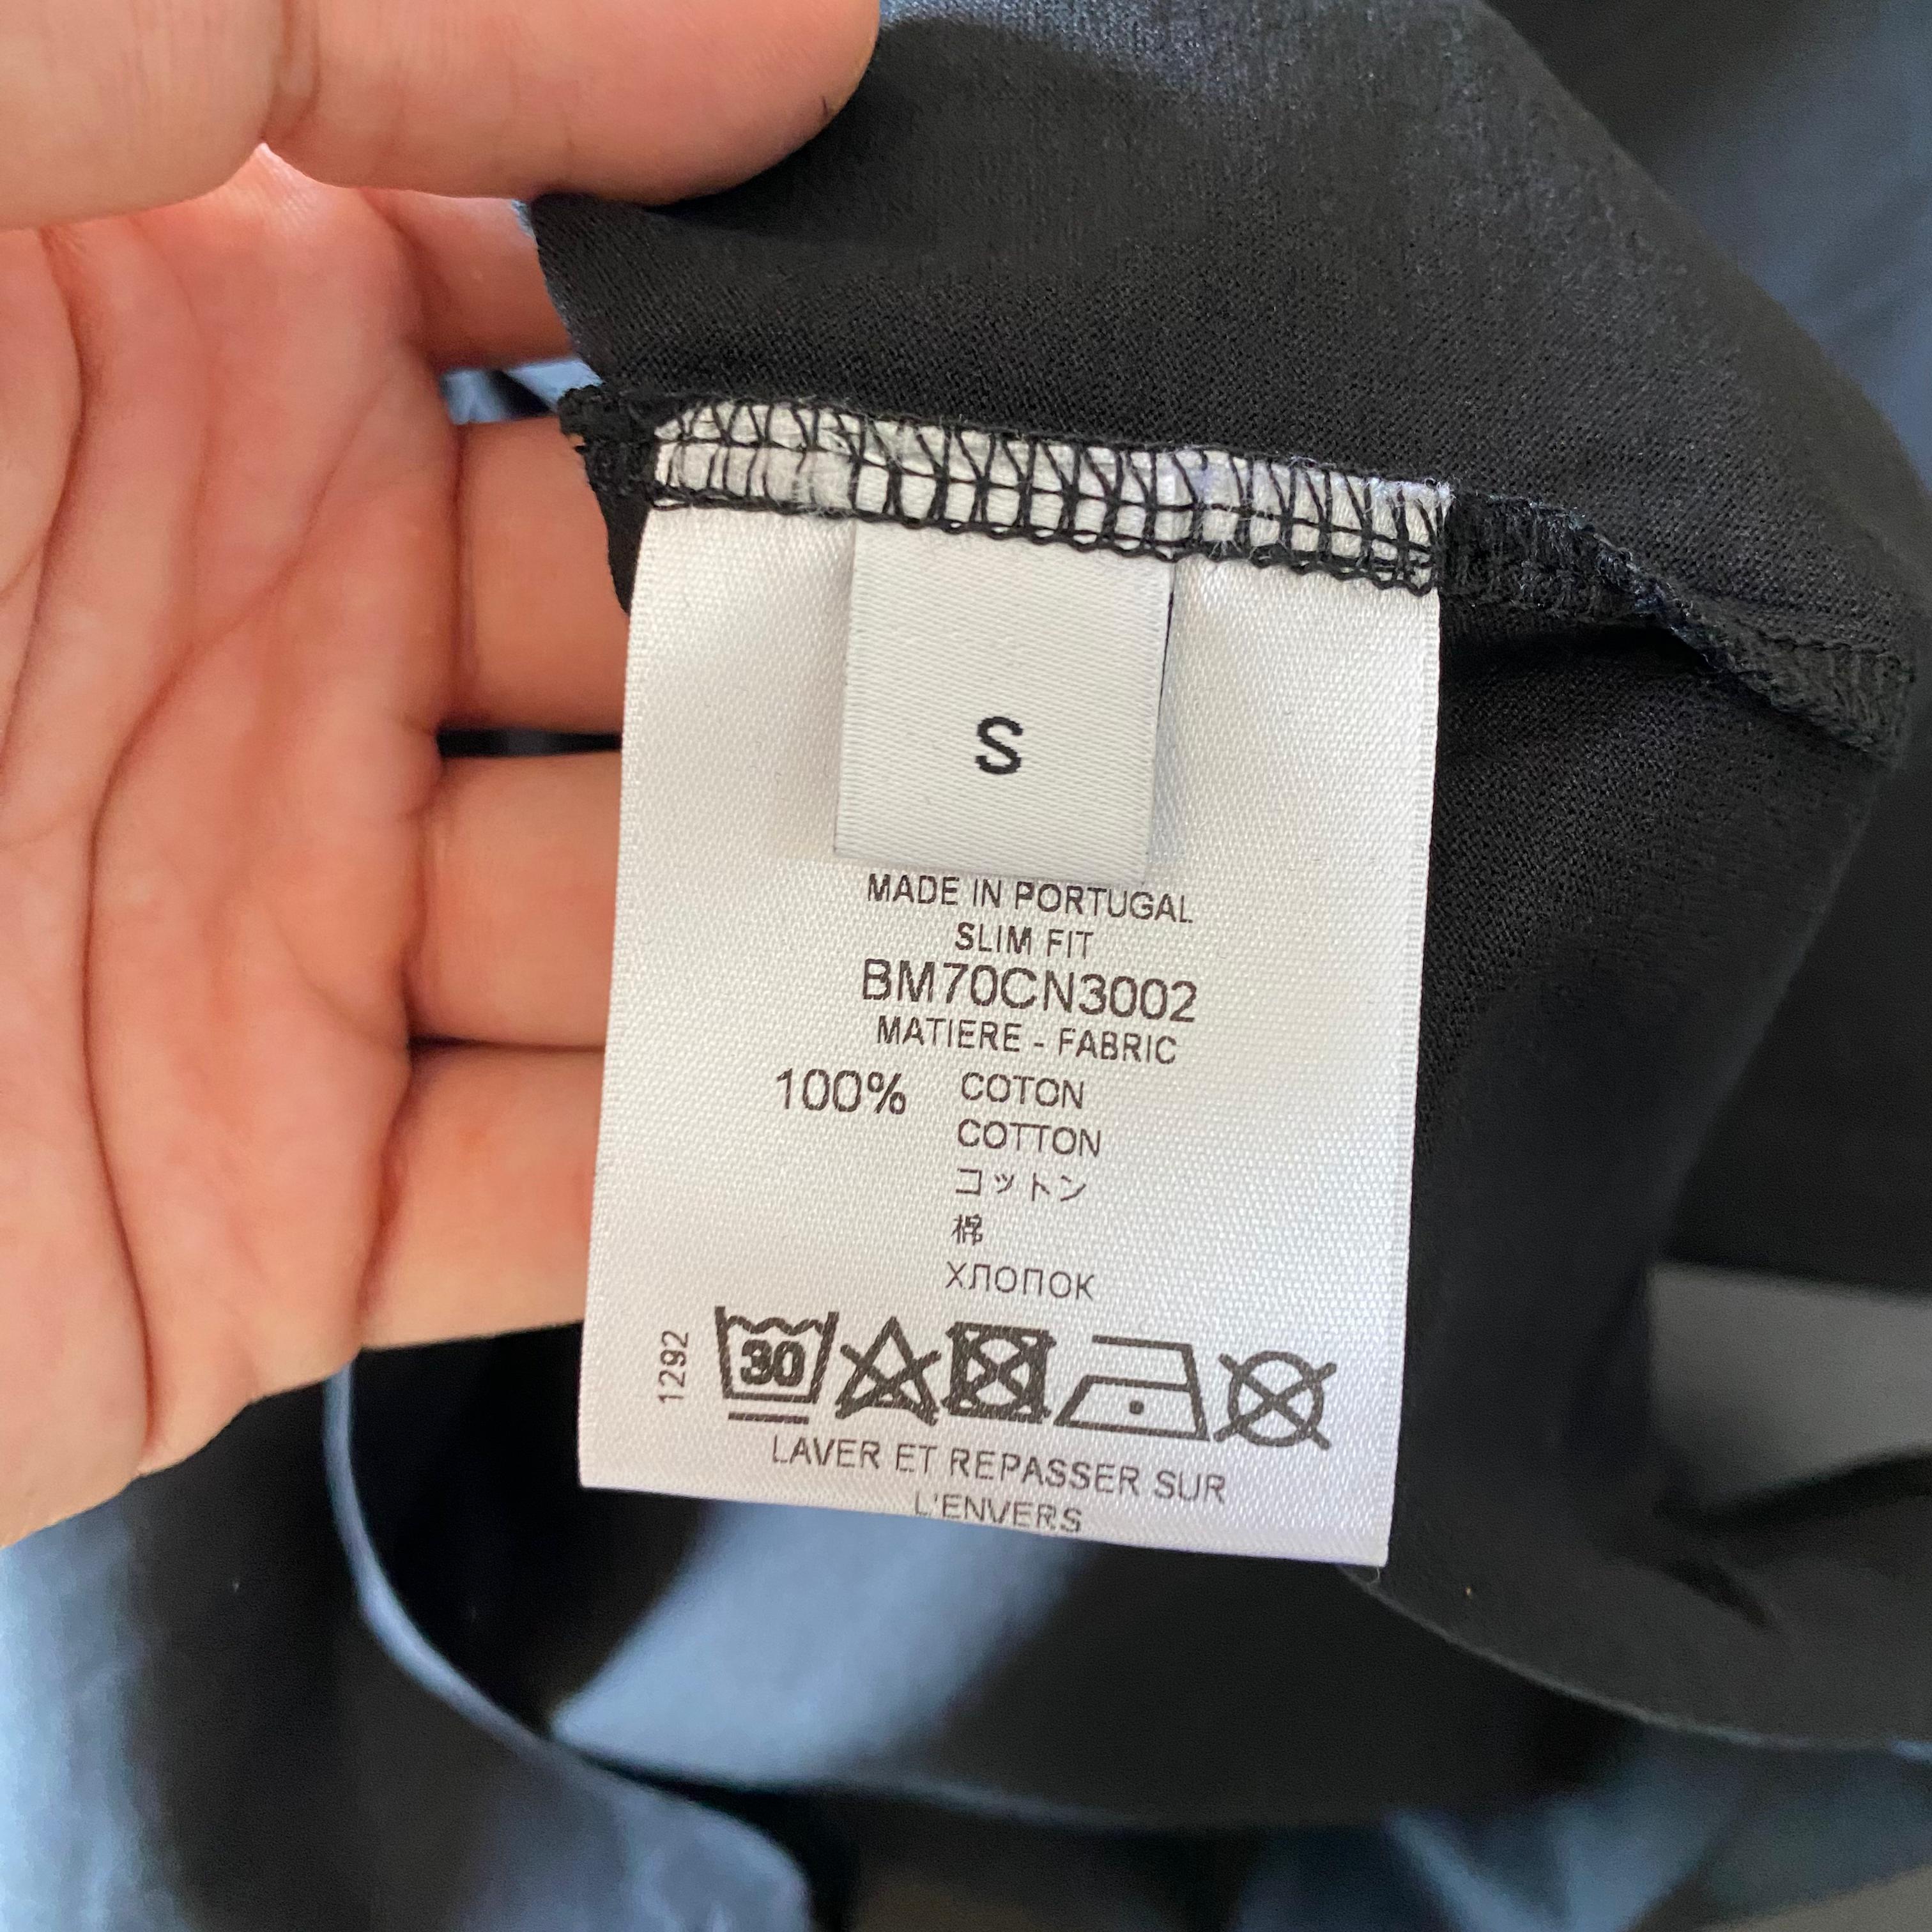 S
MADE IN PORTUGAL
SLIM FIT
BM70CN3002
MATIERE - FABRIC
100% COTON
COTTON
コットン
棉
ХЛОПОК
1292
30
LAVER ET REPASSER SUR
L'ENVERS